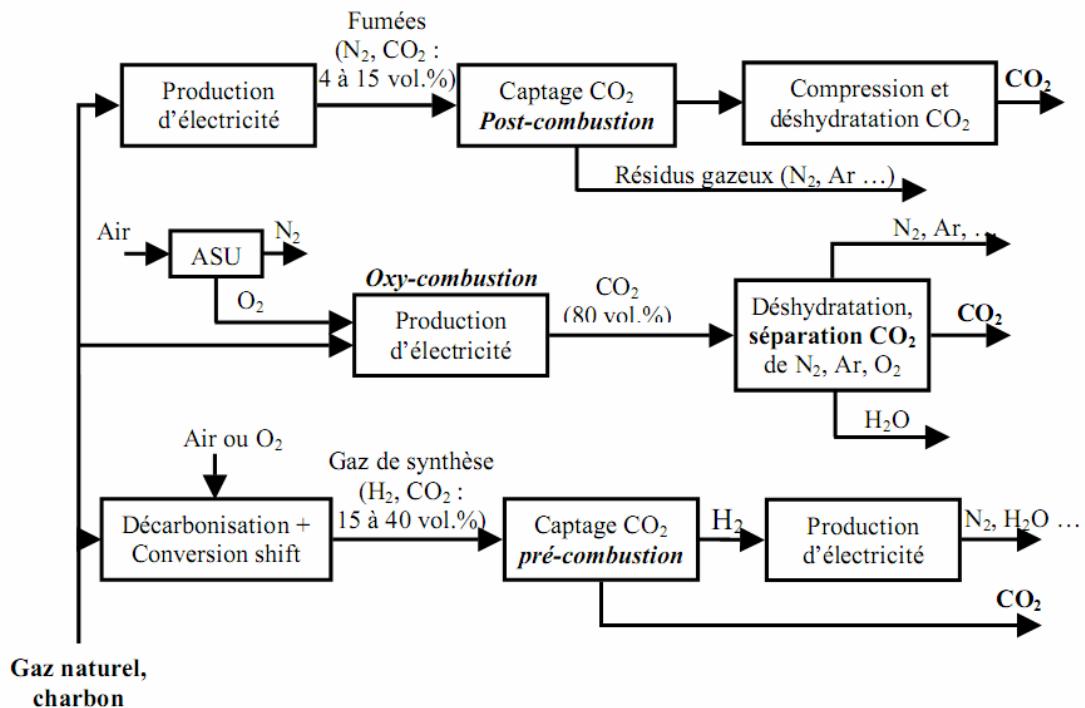 Fumées
(N₂, CO₂ :
4 à 15 vol.%)
Production
d’électricité
Captage CO₂
Post-combustion
Compression et
déshydratation CO₂
CO₂
Résidus gazeux (N₂, Ar …)
Air
ASU
N₂
O₂
Oxy-combustion
Production
d’électricité
CO₂
(80 vol.%)
N₂, Ar, …
Déshydratation,
séparation CO₂
de N₂, Ar, O₂
CO₂
H₂O
Air ou O₂
Décarbonisation +
Conversion shift
Gaz de synthèse
(H₂, CO₂ :
15 à 40 vol.%)
Captage CO₂
pré-combustion
H₂
Production
d’électricité
N₂, H₂O …
CO₂
Gaz naturel,
charbon